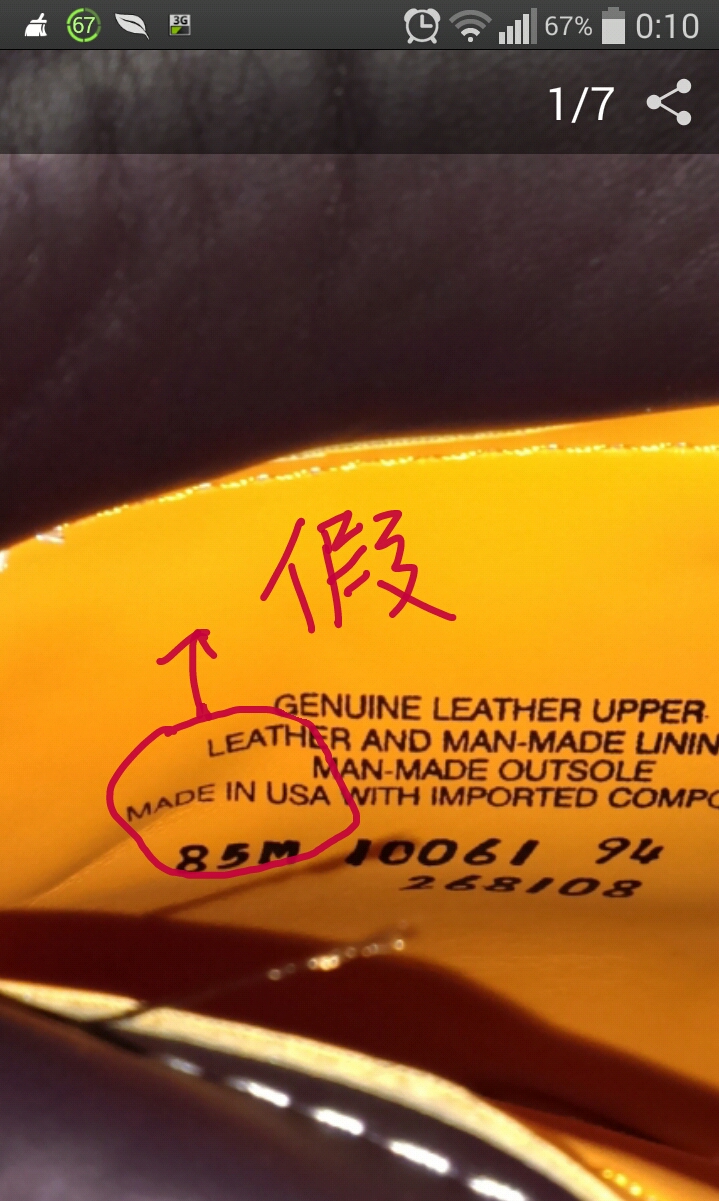 67 3G 67% 0:10
1/7
假
GENUINE LEATHER UPPER
LEATHER AND MAN-MADE LININ
MAN-MADE OUTSOLE
MADE IN USA WITH IMPORTED COMPO
85M 10061 94
268108